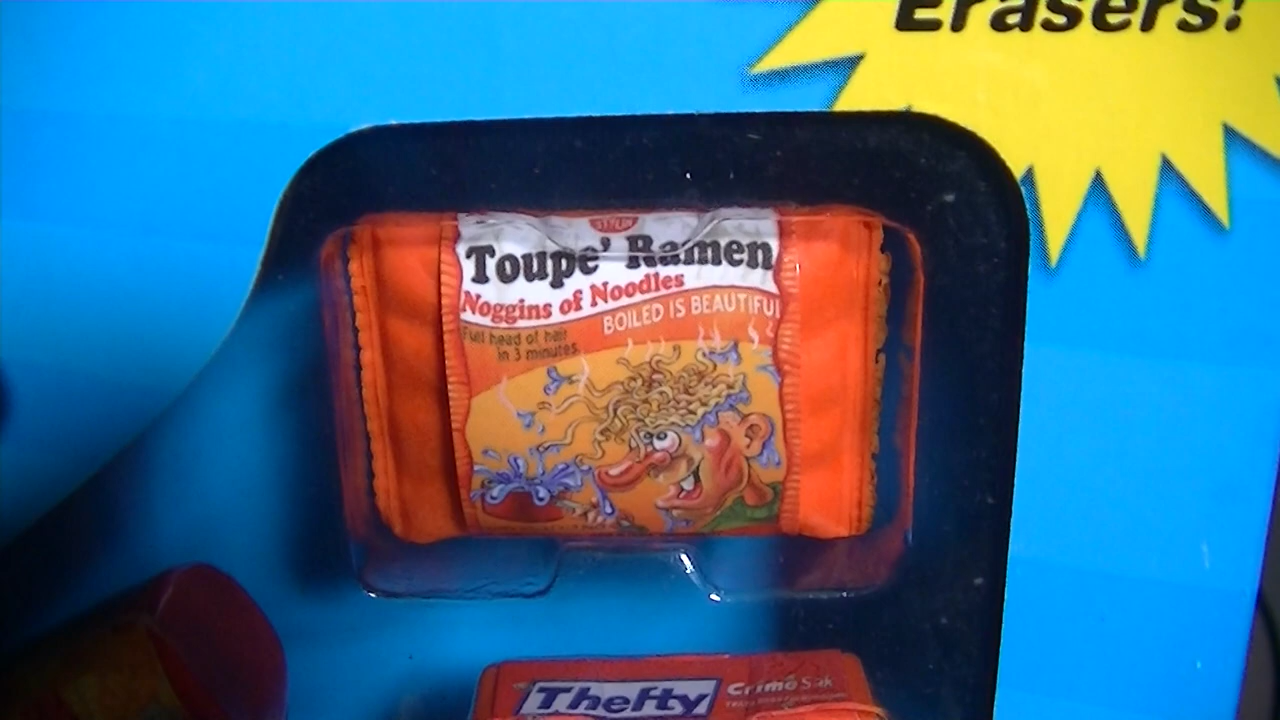 Erasers!
Toupe' Ramen
Noggins of Noodles
BOILED IS BEAUTIFUL
Full head of hair
in 3 minutes
Thefty
Crime Sak